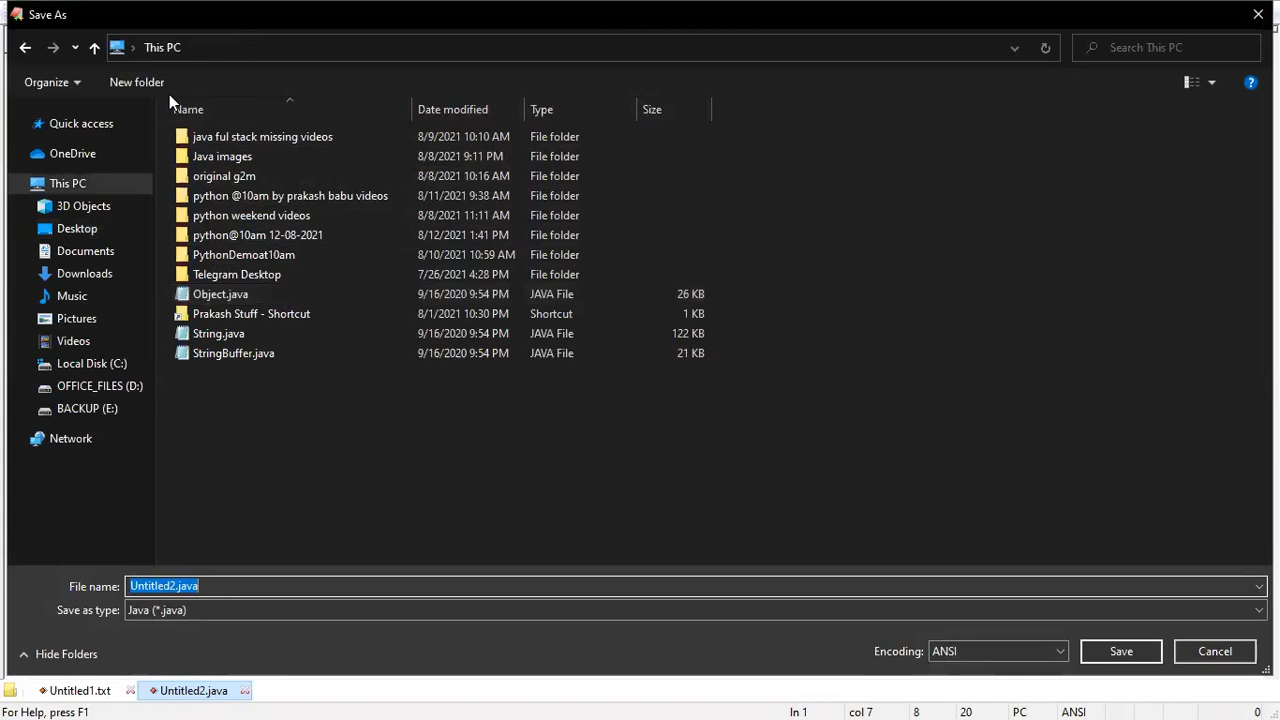 Save As
This PC
Search This PC
Organize
New folder
Name
Date modified
Type
Size
Quick access
OneDrive
This PC
3D Objects
Desktop
Documents
Downloads
Music
Pictures
Videos
Local Disk (C:)
OFFICE_FILES (D:)
BACKUP (E:)
Network
java ful stack missing videos 8/9/2021 10:10 AM File folder
Java images 8/8/2021 9:11 PM File folder
original g2m 8/8/2021 10:16 AM File folder
python @10am by prakash babu videos 8/11/2021 9:38 AM File folder
python weekend videos 8/8/2021 11:11 AM File folder
python@10am 12-08-2021 8/12/2021 1:41 PM File folder
PythonDemoat10am 8/10/2021 10:59 AM File folder
Telegram Desktop 7/26/2021 4:28 PM File folder
Object.java 9/16/2020 9:54 PM JAVA File 26 KB
Prakash Stuff - Shortcut 8/1/2021 10:30 PM Shortcut 1 KB
String.java 9/16/2020 9:54 PM JAVA File 122 KB
StringBuffer.java 9/16/2020 9:54 PM JAVA File 21 KB
File name: Untitled2.java
Save as type: Java (*.java)
Hide Folders
Encoding: ANSI
Save
Cancel
Untitled1.txt
Untitled2.java
For Help, press F1
ln 1 col 7 8 20 PC ANSI 0